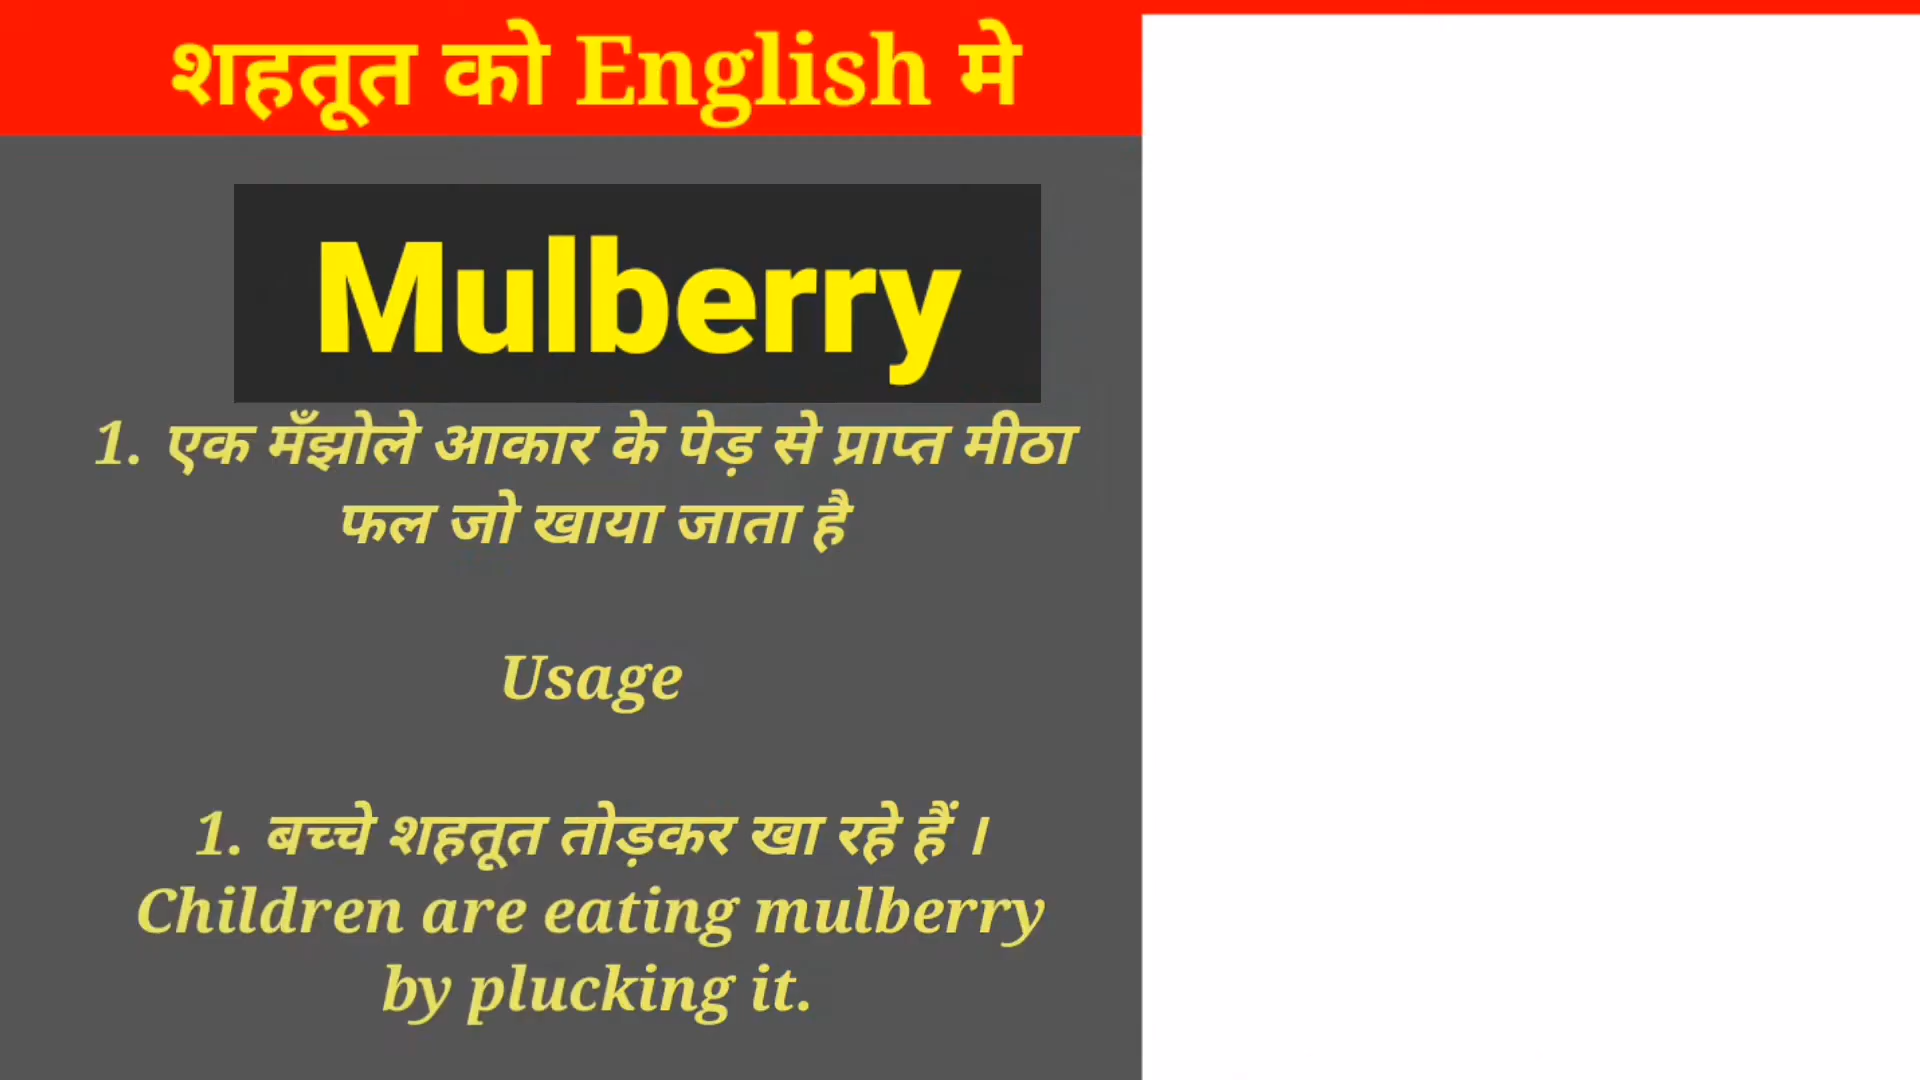 शहतूत को English मे
Mulberry
1. एक मँझोले आकार के पेड़ से प्राप्त मीठा
फल जो खाया जाता है
Usage
1. बच्चे शहतूत तोड़कर खा रहे हैं ।
Children are eating mulberry
by plucking it.